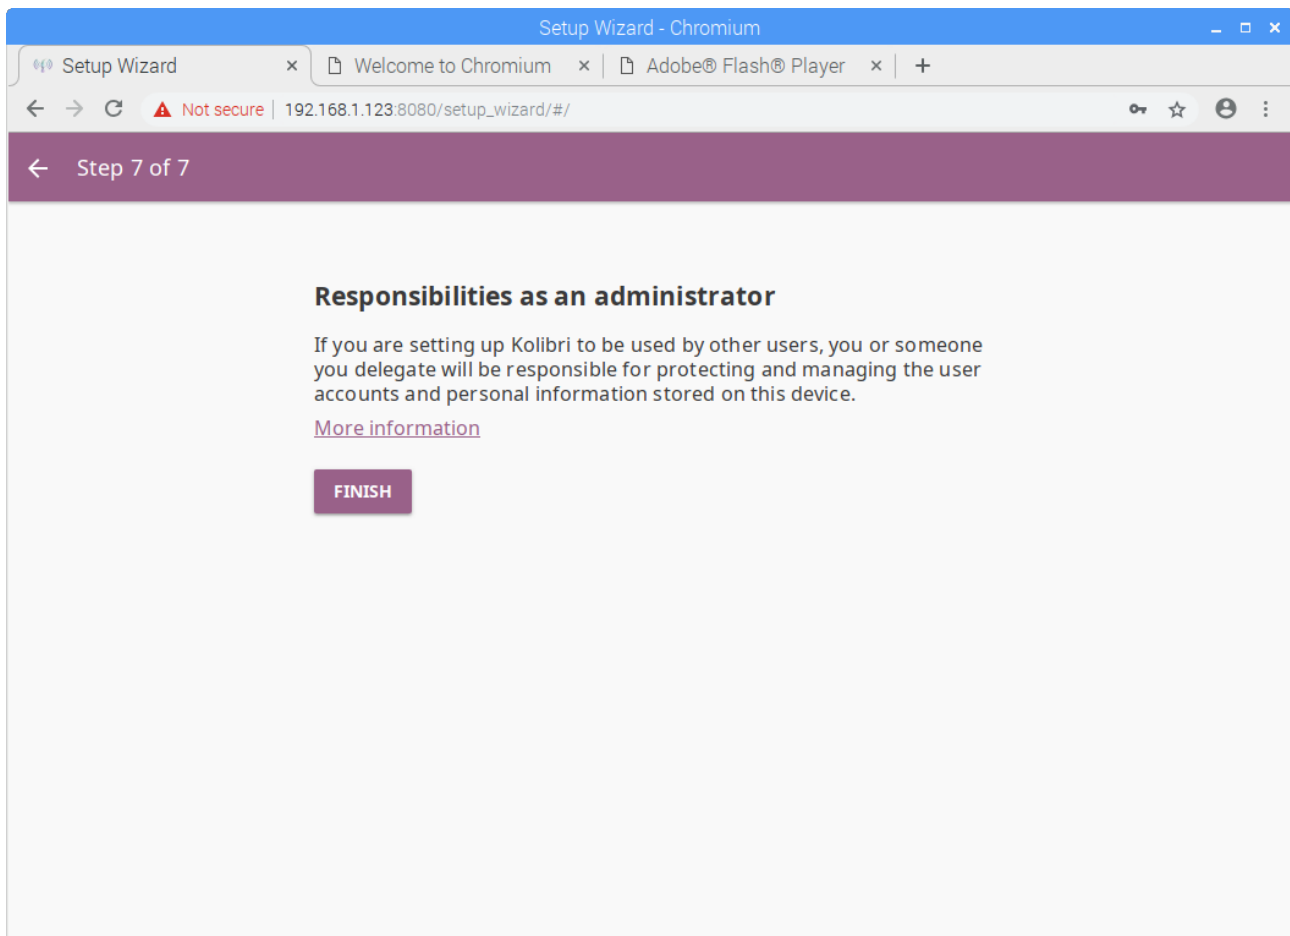 Setup Wizard - Chromium
Setup Wizard
Welcome to Chromium
Adobe® Flash® Player
Not secure
192.168.1.123:8080/setup_wizard/#/
Step 7 of 7
Responsibilities as an administrator
If you are setting up Kolibri to be used by other users, you or someone
you delegate will be responsible for protecting and managing the user
accounts and personal information stored on this device.
More information
FINISH